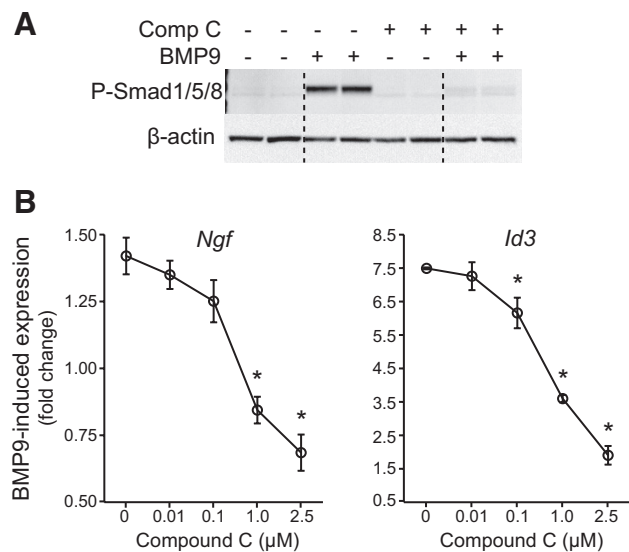 A
Comp C - - - - + + + +
BMP9 - - + + - - + +
P-Smad1/5/8
β-actin
B
BMP9-induced expression
(fold change)
Ngf
1.50
1.25
1.00
0.75
0.50
* *
0 0.01 0.1 1.0 2.5
Compound C (μM)
Id3
8.5
7.5
6.5
5.5
4.5
3.5
2.5
1.5
0.5
* * *
0 0.01 0.1 1.0 2.5
Compound C (μM)